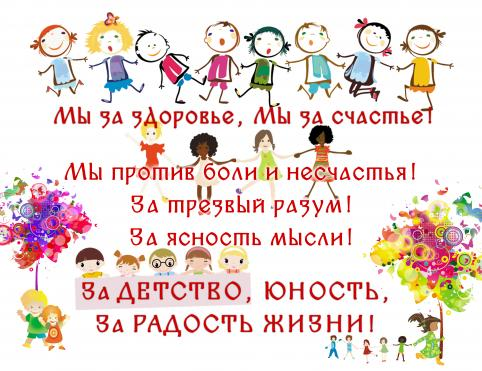 Мы за здоровье, Мы за счастье!
Мы против боли и несчастья!
За трезвый разум!
За ясность мысли!
За ДЕТСТВО, ЮНОСТЬ,
За РАДОСТЬ ЖИЗНИ!